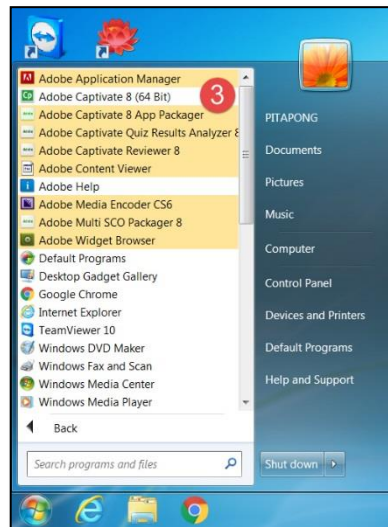 Adobe Application Manager
Adobe Captivate 8 (64 Bit)
3
Adobe Captivate 8 App Packager
Adobe Captivate Quiz Results Analyzer 8
Adobe Captivate Reviewer 8
Adobe Content Viewer
Adobe Help
Adobe Media Encoder CS6
Adobe Multi SCO Packager 8
Adobe Widget Browser
Default Programs
Desktop Gadget Gallery
Google Chrome
Internet Explorer
TeamViewer 10
Windows DVD Maker
Windows Fax and Scan
Windows Media Center
Windows Media Player
Back
Search programs and files
PITAPONG
Documents
Pictures
Music
Computer
Control Panel
Devices and Printers
Default Programs
Help and Support
Shut down